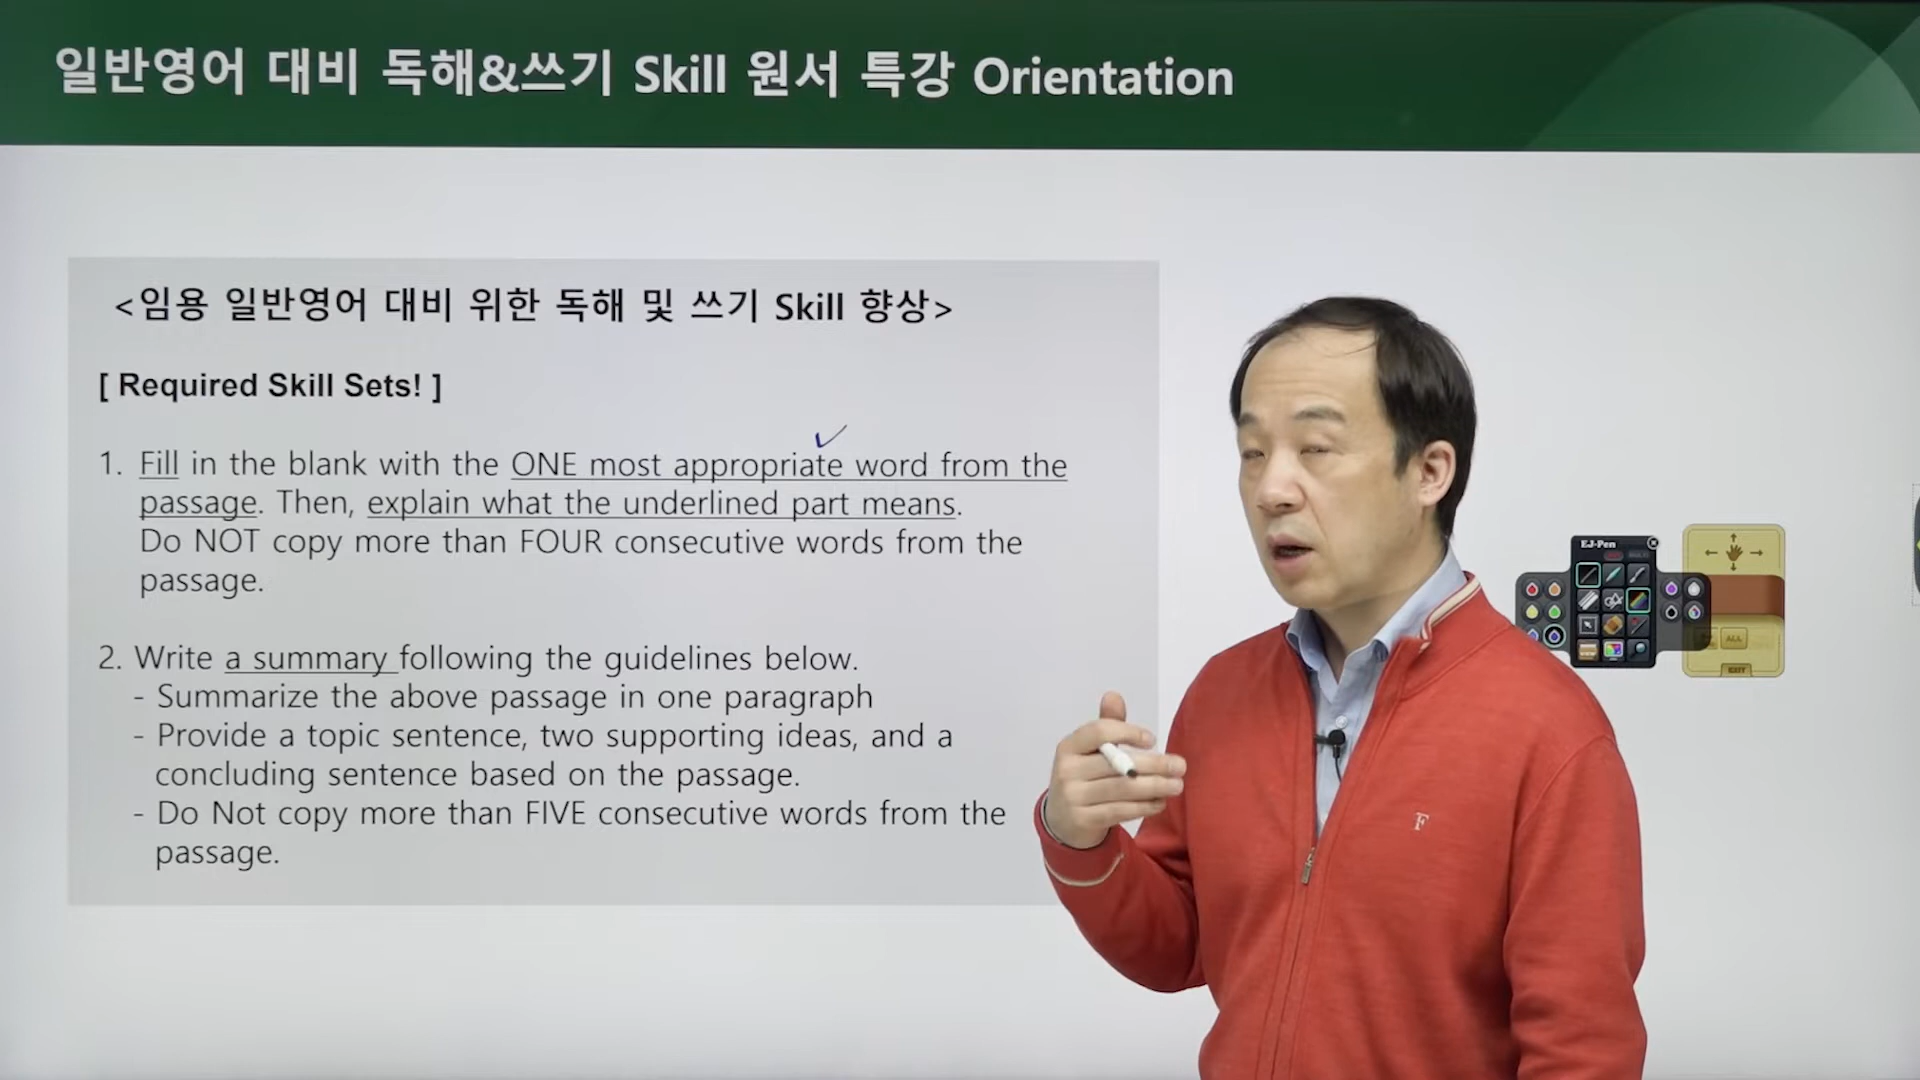 일반영어 대비 독해&쓰기 Skill 원서 특강 Orientation
<임용 일반영어 대비 위한 독해 및 쓰기 Skill 향상>
[ Required Skill Sets! ]
1. Fill in the blank with the ONE most appropriate word from the
passage. Then, explain what the underlined part means.
Do NOT copy more than FOUR consecutive words from the
passage.
2. Write a summary following the guidelines below.
- Summarize the above passage in one paragraph
- Provide a topic sentence, two supporting ideas, and a
concluding sentence based on the passage.
- Do Not copy more than FIVE consecutive words from the
passage.
EJ-Pen
ALL
EXIT
F